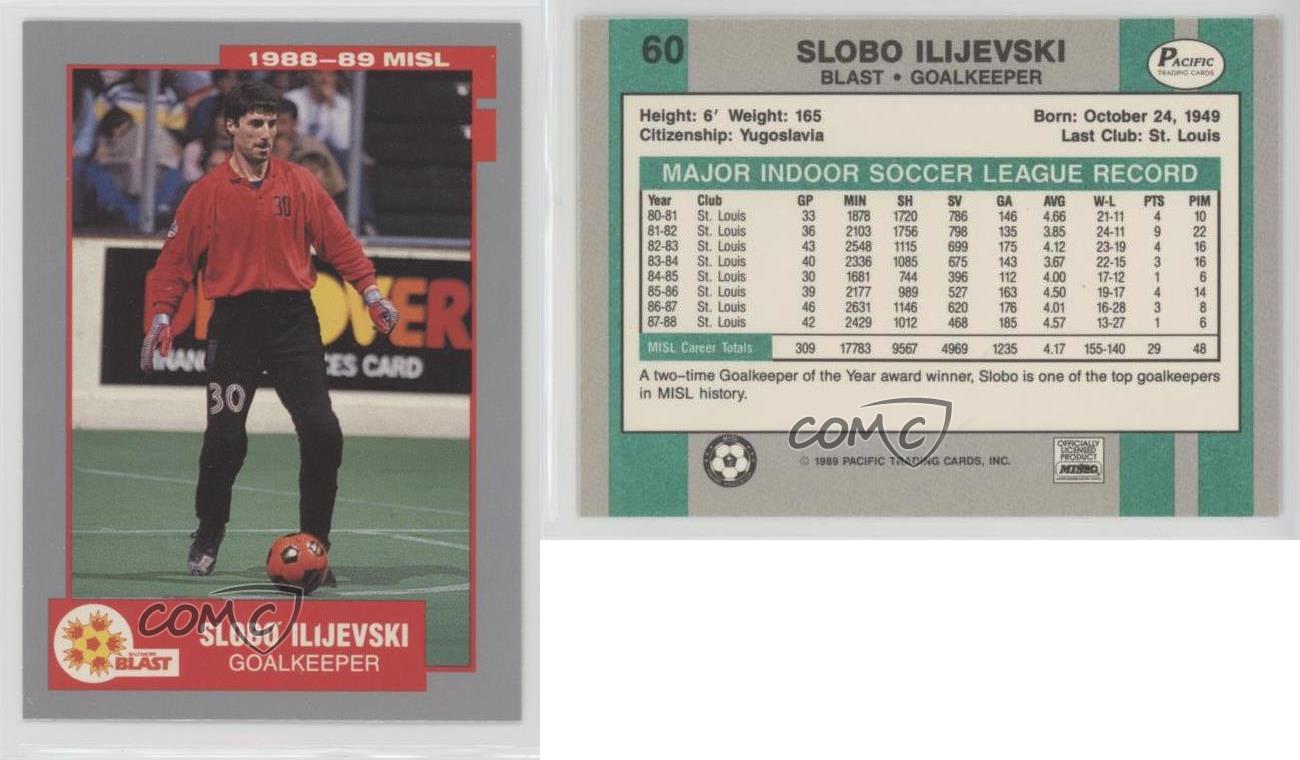 1988-89 MISL
30
OVER
CES CARD
30
BALTIMORE
BLAST
SLOBO ILIJEVSKI
GOALKEEPER
COMC
60
SLOBO ILIJEVSKI
BLAST • GOALKEEPER
PACIFIC
TRADING CARDS
Height: 6' Weight: 165 Born: October 24, 1949
Citizenship: Yugoslavia Last Club: St. Louis
MAJOR INDOOR SOCCER LEAGUE RECORD
Year Club GP MIN SH SV GA AVG W-L PTS PIM
80-81 St. Louis 33 1878 1720 786 146 4.66 21-11 4 10
81-82 St. Louis 36 2103 1756 798 135 3.85 24-11 9 22
82-83 St. Louis 43 2548 1115 699 175 4.12 23-19 4 16
83-84 St. Louis 40 2336 1085 675 143 3.67 22-15 3 16
84-85 St. Louis 30 1681 744 396 112 4.00 17-12 1 6
85-86 St. Louis 39 2177 989 527 163 4.50 19-17 4 14
86-87 St. Louis 46 2631 1146 620 176 4.01 16-28 3 8
87-88 St. Louis 42 2429 1012 468 185 4.57 13-27 1 6
MISL Career Totals 309 17783 9567 4969 1235 4.17 155-140 29 48
A two-time Goalkeeper of the Year award winner, Slobo is one of the top goalkeepers
in MISL history.
COMC
© 1989 PACIFIC TRADING CARDS, INC.
OFFICIALLY
LICENSED
PRODUCT